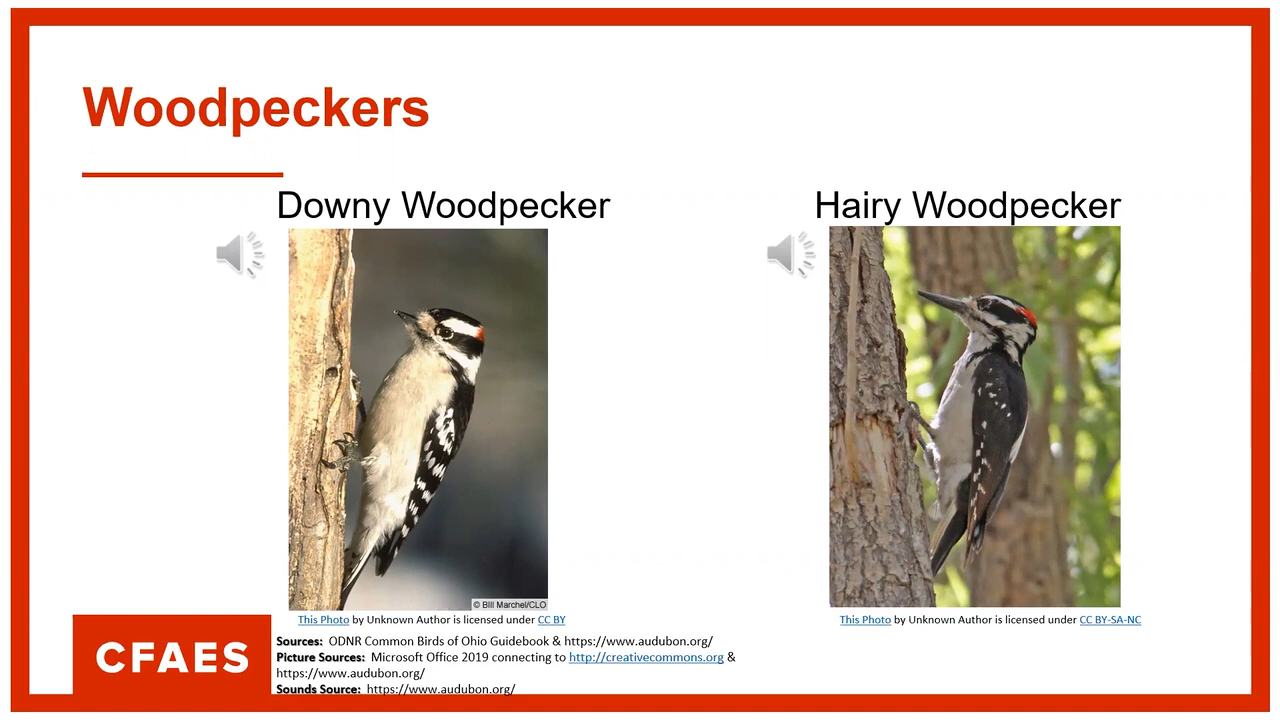 Woodpeckers
Downy Woodpecker
Hairy Woodpecker
© Bill Marchel/CLO
This Photo by Unknown Author is licensed under CC BY
This Photo by Unknown Author is licensed under CC BY-SA-NC
CFAES
Sources: ODNR Common Birds of Ohio Guidebook & https://www.audubon.org/
Picture Sources: Microsoft Office 2019 connecting to http://creativecommons.org &
https://www.audubon.org/
Sounds Source: https://www.audubon.org/